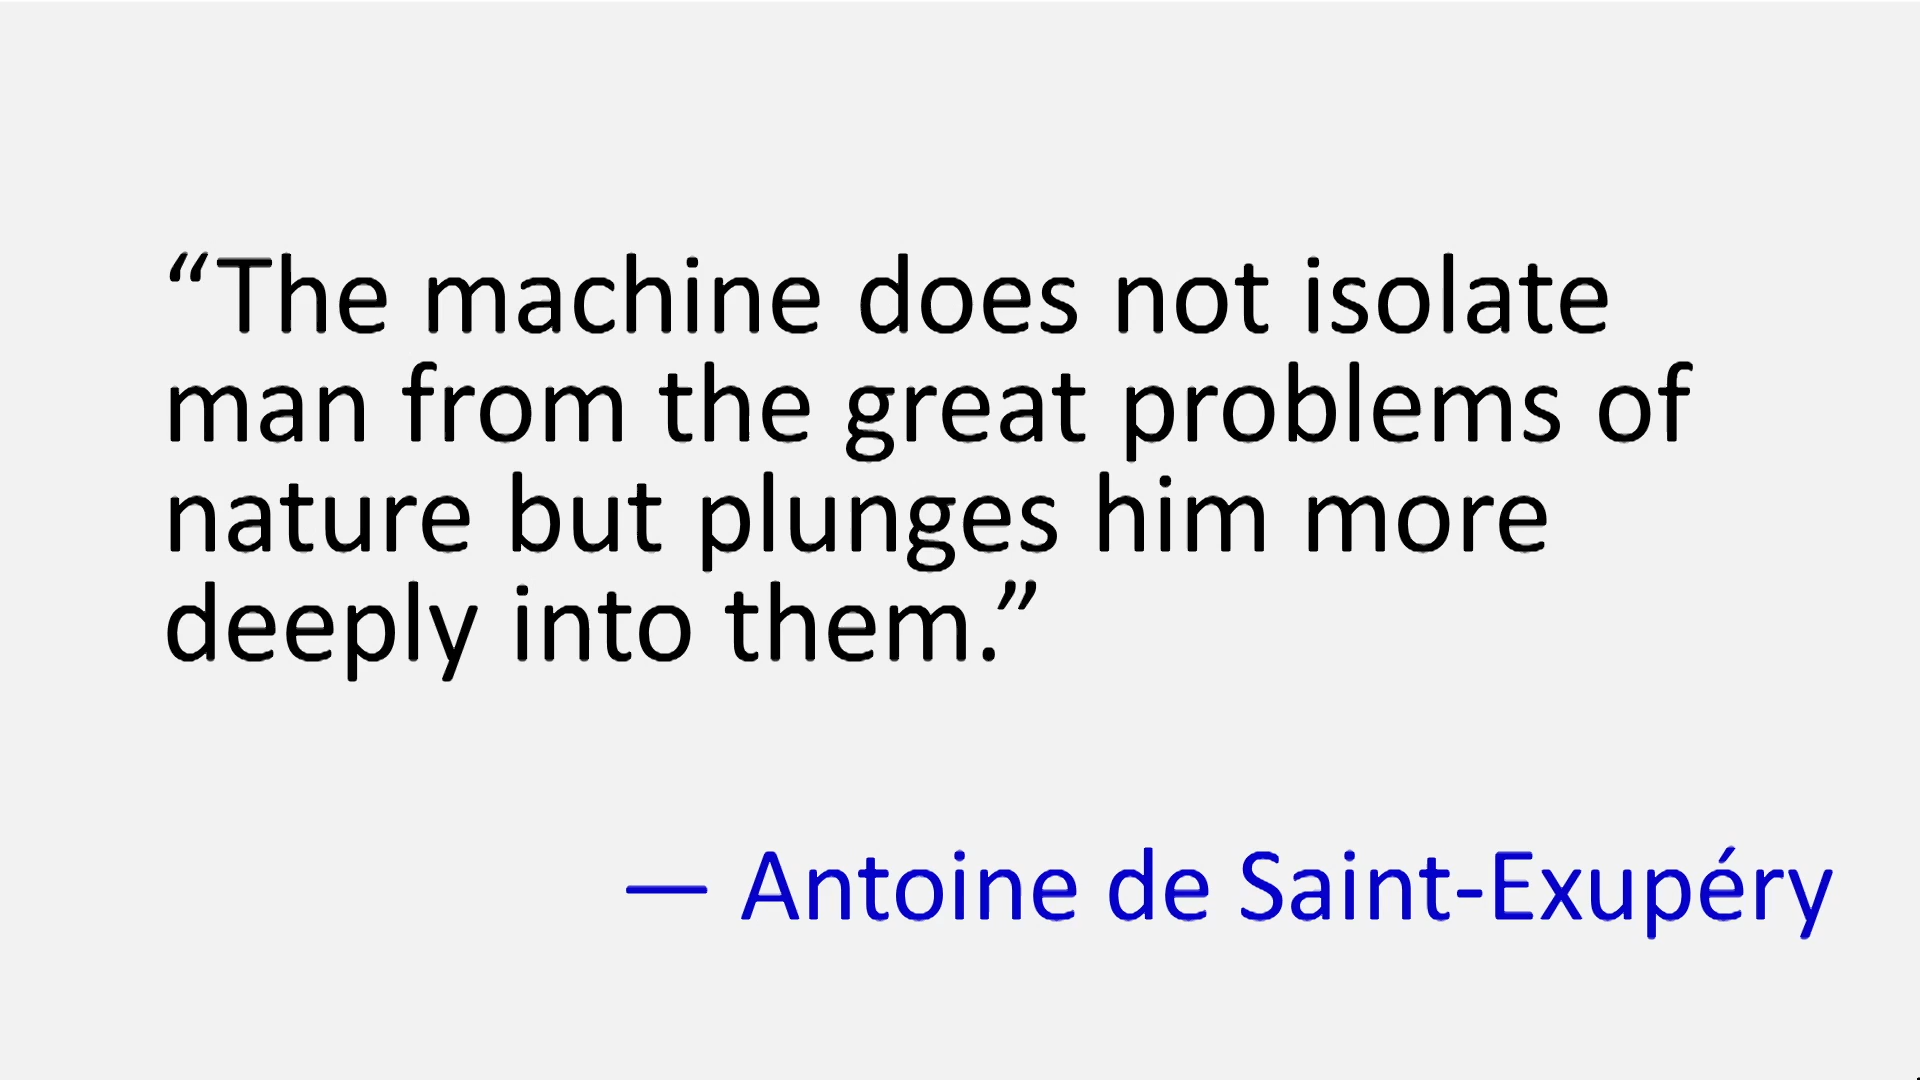 “The machine does not isolate
man from the great problems of
nature but plunges him more
deeply into them.”
— Antoine de Saint-Exupéry